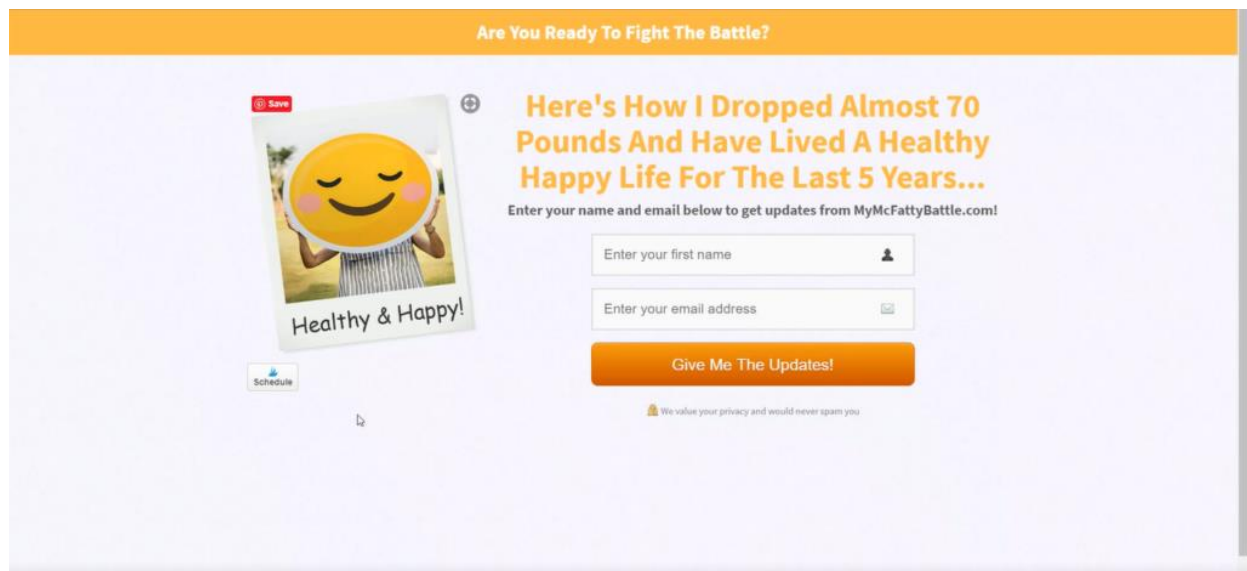 Are You Ready To Fight The Battle?
Save
Healthy & Happy!
Schedule
Here's How I Dropped Almost 70
Pounds And Have Lived A Healthy
Happy Life For The Last 5 Years...
Enter your name and email below to get updates from MyMcFattyBattle.com!
Enter your first name
Enter your email address
Give Me The Updates!
We value your privacy and would never spam you